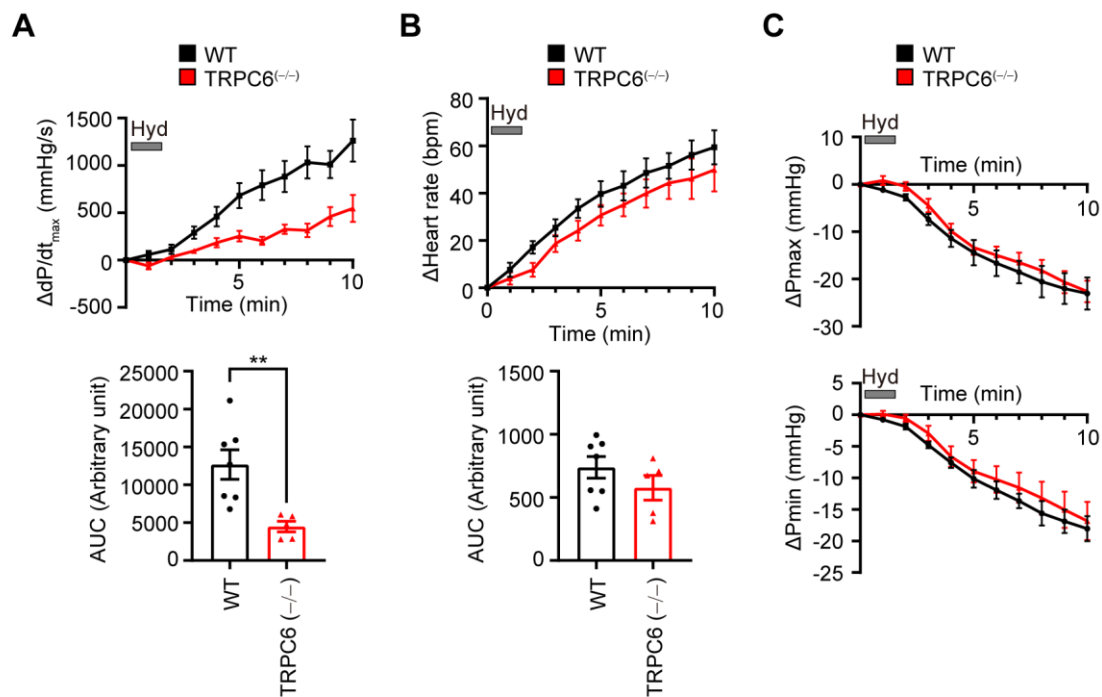 A
WT
TRPC6(−/−)
Hyd
ΔdP/dtmax (mmHg/s)
1500
1000
500
0
-500
5
10
Time (min)
AUC (Arbitrary unit)
25000
20000
15000
10000
5000
0
**
WT
TRPC6 (−/−)
B
WT
TRPC6(−/−)
Hyd
ΔHeart rate (bpm)
80
60
40
20
0
0
5
10
Time (min)
AUC (Arbitrary unit)
1500
1000
500
0
WT
TRPC6 (−/−)
C
WT
TRPC6(−/−)
Hyd
Time (min)
ΔPmax (mmHg)
10
0
-10
-20
-30
5
10
Hyd
Time (min)
ΔPmin (mmHg)
5
0
-5
-10
-15
-20
-25
5
10